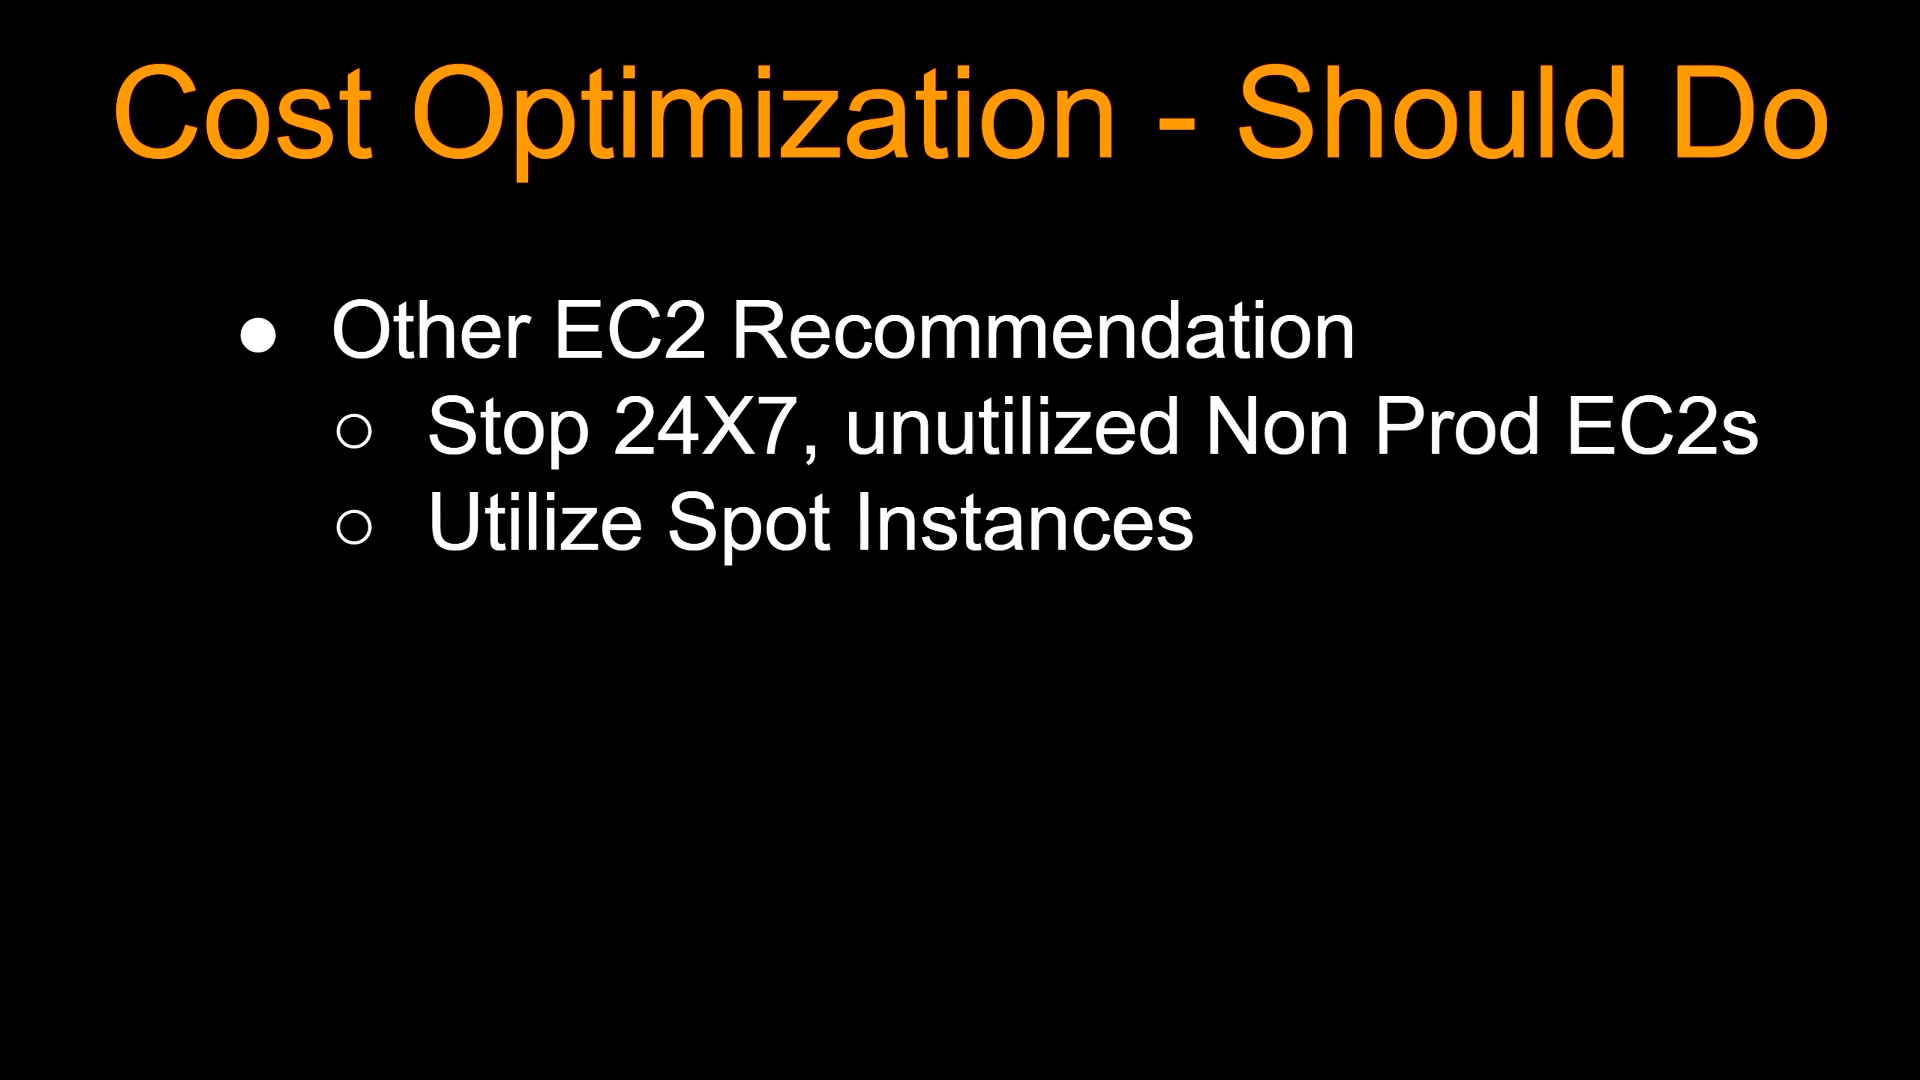 Cost Optimization - Should Do
● Other EC2 Recommendation
○ Stop 24X7, unutilized Non Prod EC2s
○ Utilize Spot Instances